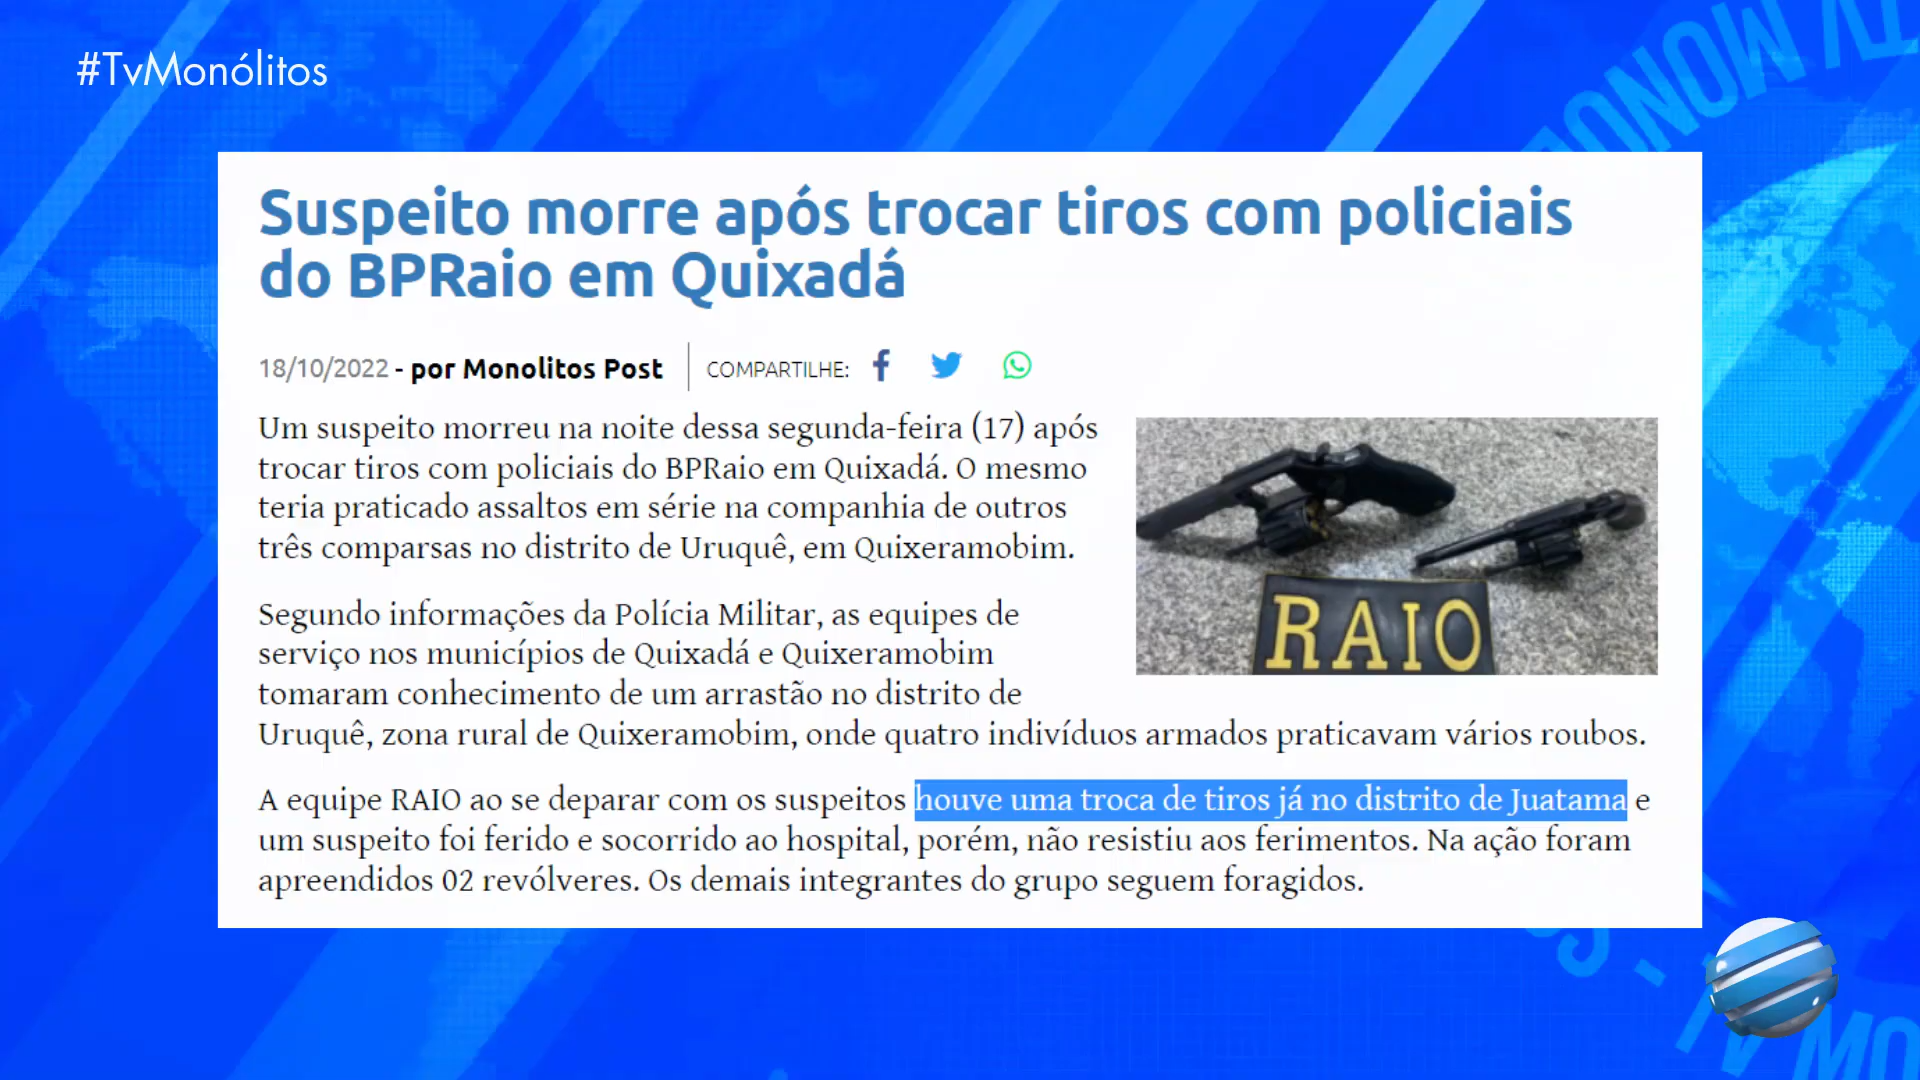 #TvMonólitos
Suspeito morre após trocar tiros com policiais
do BPRaio em Quixadá
18/10/2022 - por Monolitos Post COMPARTILHE:
Um suspeito morreu na noite dessa segunda-feira (17) após
trocar tiros com policiais do BPRaio em Quixadá. O mesmo
teria praticado assaltos em série na companhia de outros
três comparsas no distrito de Uruquê, em Quixeramobim.
RAIO
Segundo informações da Polícia Militar, as equipes de
serviço nos municípios de Quixadá e Quixeramobim
tomaram conhecimento de um arrastão no distrito de
Uruquê, zona rural de Quixeramobim, onde quatro indivíduos armados praticavam vários roubos.
A equipe RAIO ao se deparar com os suspeitos houve uma troca de tiros já no distrito de Juatama e
um suspeito foi ferido e socorrido ao hospital, porém, não resistiu aos ferimentos. Na ação foram
apreendidos 02 revólveres. Os demais integrantes do grupo seguem foragidos.